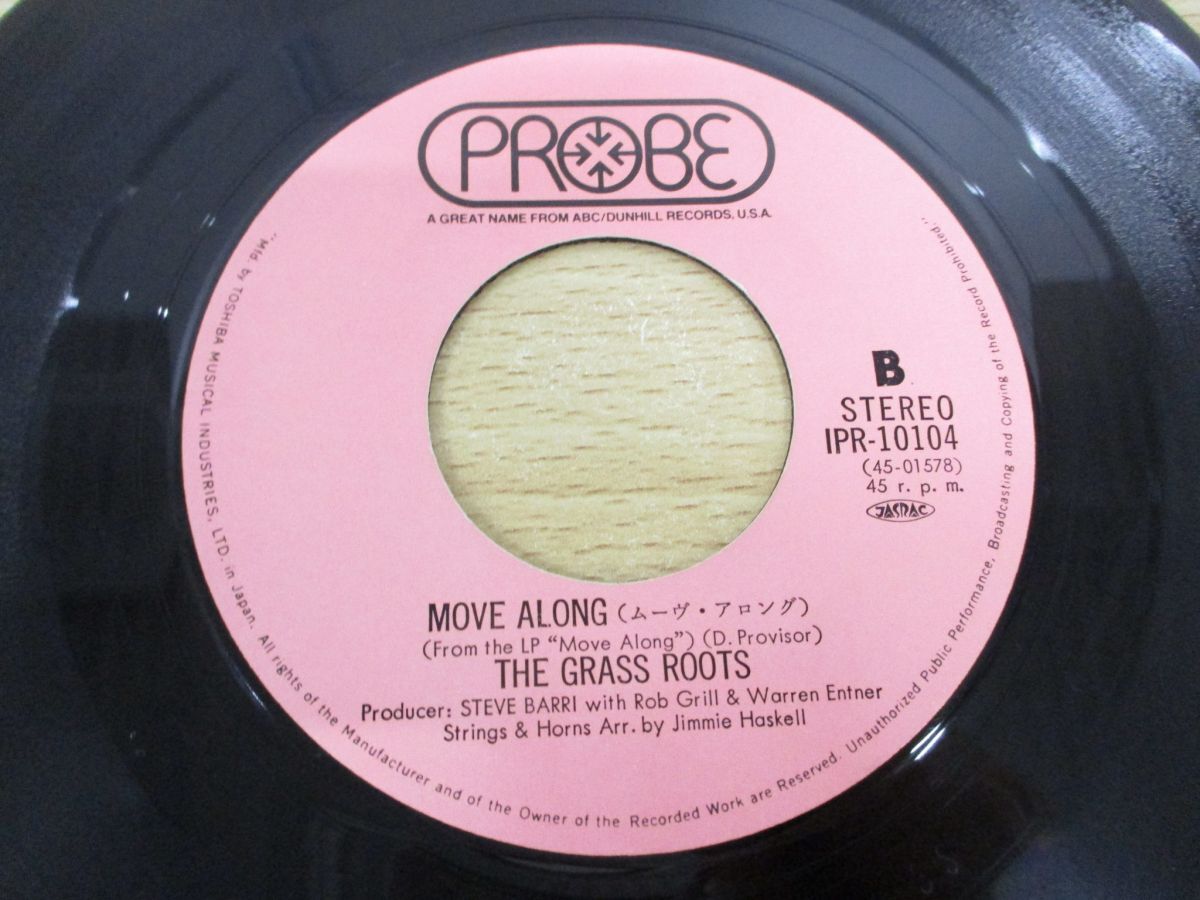 PROBE
A GREAT NAME FROM ABC/DUNHILL RECORDS, U.S.A.
B
STEREO
IPR-10104
(45-01578)
45 r. p. m.
JASRAC
MOVE ALONG (ムーヴ・アロング)
(From the LP “Move Along”) (D. Provisor)
THE GRASS ROOTS
Producer: STEVE BARRI with Rob Grill & Warren Entner
Strings & Horns Arr. by Jimmie Haskell
"Mfd. by TOSHIBA MUSICAL INDUSTRIES, LTD. in Japan. All rights of the Manufacturer and of the Owner of the Recorded Work are Reserved. Unauthorized Public Performance, Broadcasting and Copying of the Record Prohibited."